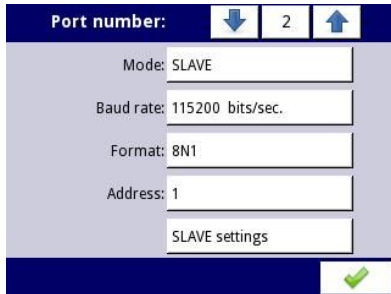 Port number: 2
Mode: SLAVE
Baud rate: 115200 bits/sec.
Format: 8N1
Address: 1
SLAVE settings